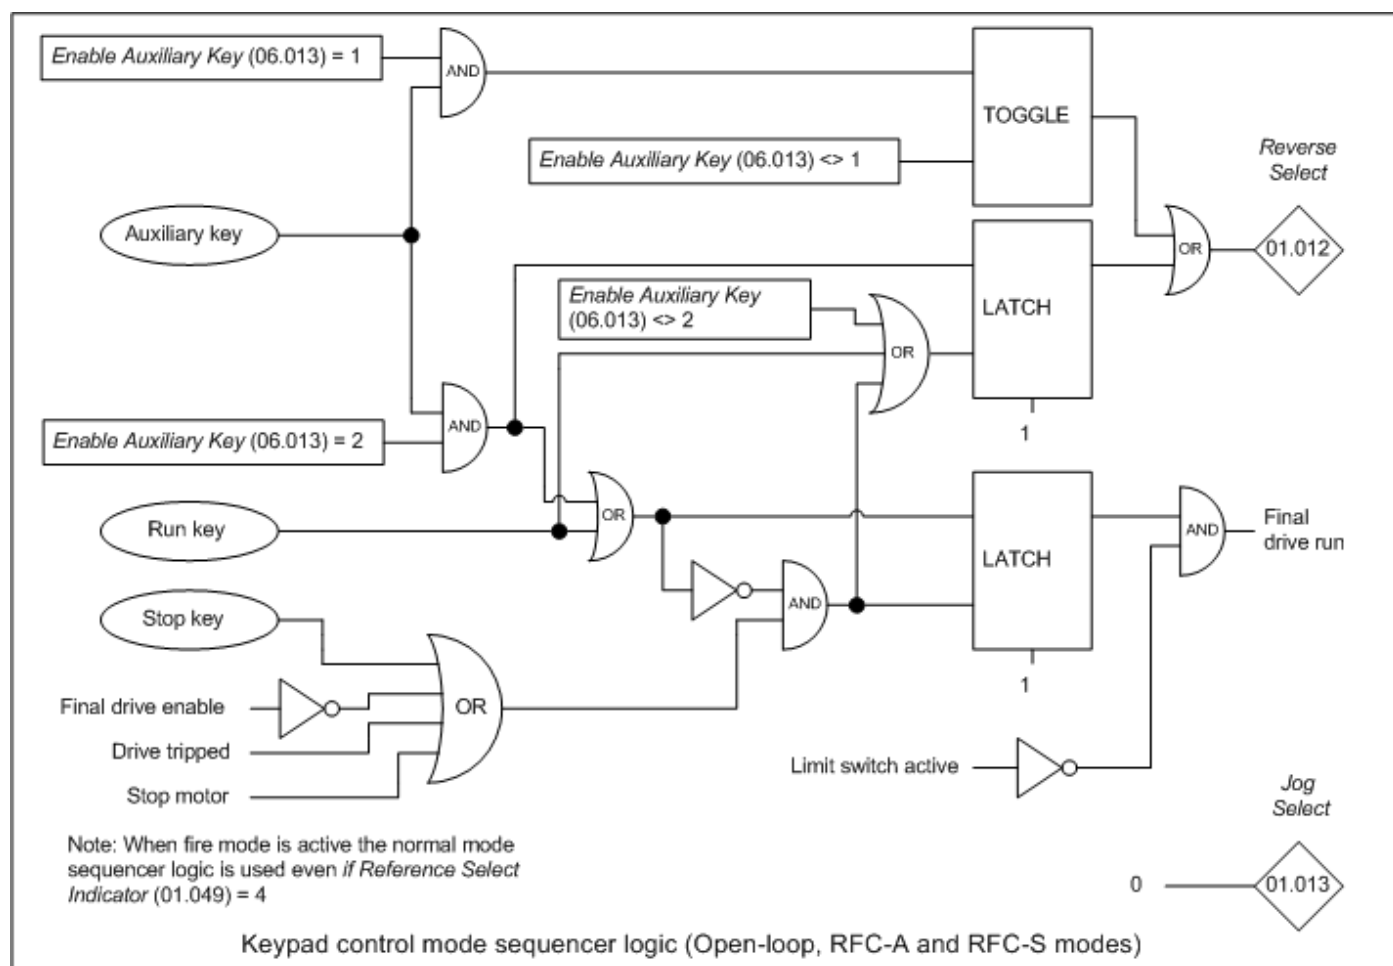 Enable Auxiliary Key (06.013) = 1
AND
TOGGLE
Enable Auxiliary Key (06.013) <> 1
Reverse
Select
Auxiliary key
OR
01.012
Enable Auxiliary Key
(06.013) <> 2
LATCH
OR
1
AND
Enable Auxiliary Key (06.013) = 2
Run key
OR
LATCH
AND
Final
drive run
AND
Stop key
1
Final drive enable
OR
Drive tripped
Stop motor
Limit switch active
Jog
Select
Note: When fire mode is active the normal mode
sequencer logic is used even if Reference Select
Indicator (01.049) = 4
0
01.013
Keypad control mode sequencer logic (Open-loop, RFC-A and RFC-S modes)